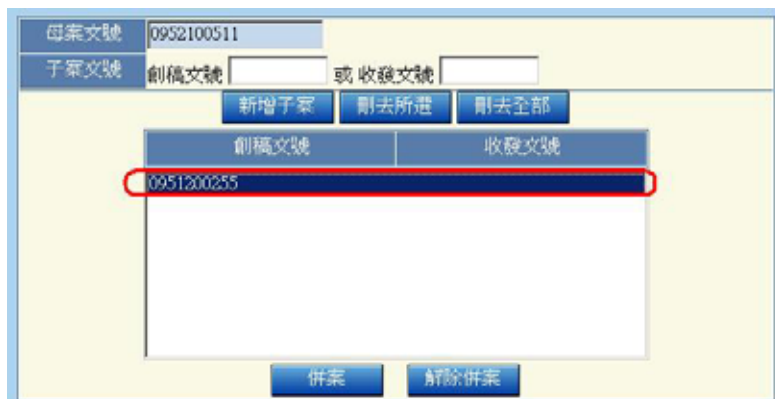 母案文號 0952100511
子案文號 創稿文號 或 收發文號
新增子案 刪去所選 刪去全部
創稿文號 收發文號
0951200255
併案 解除併案